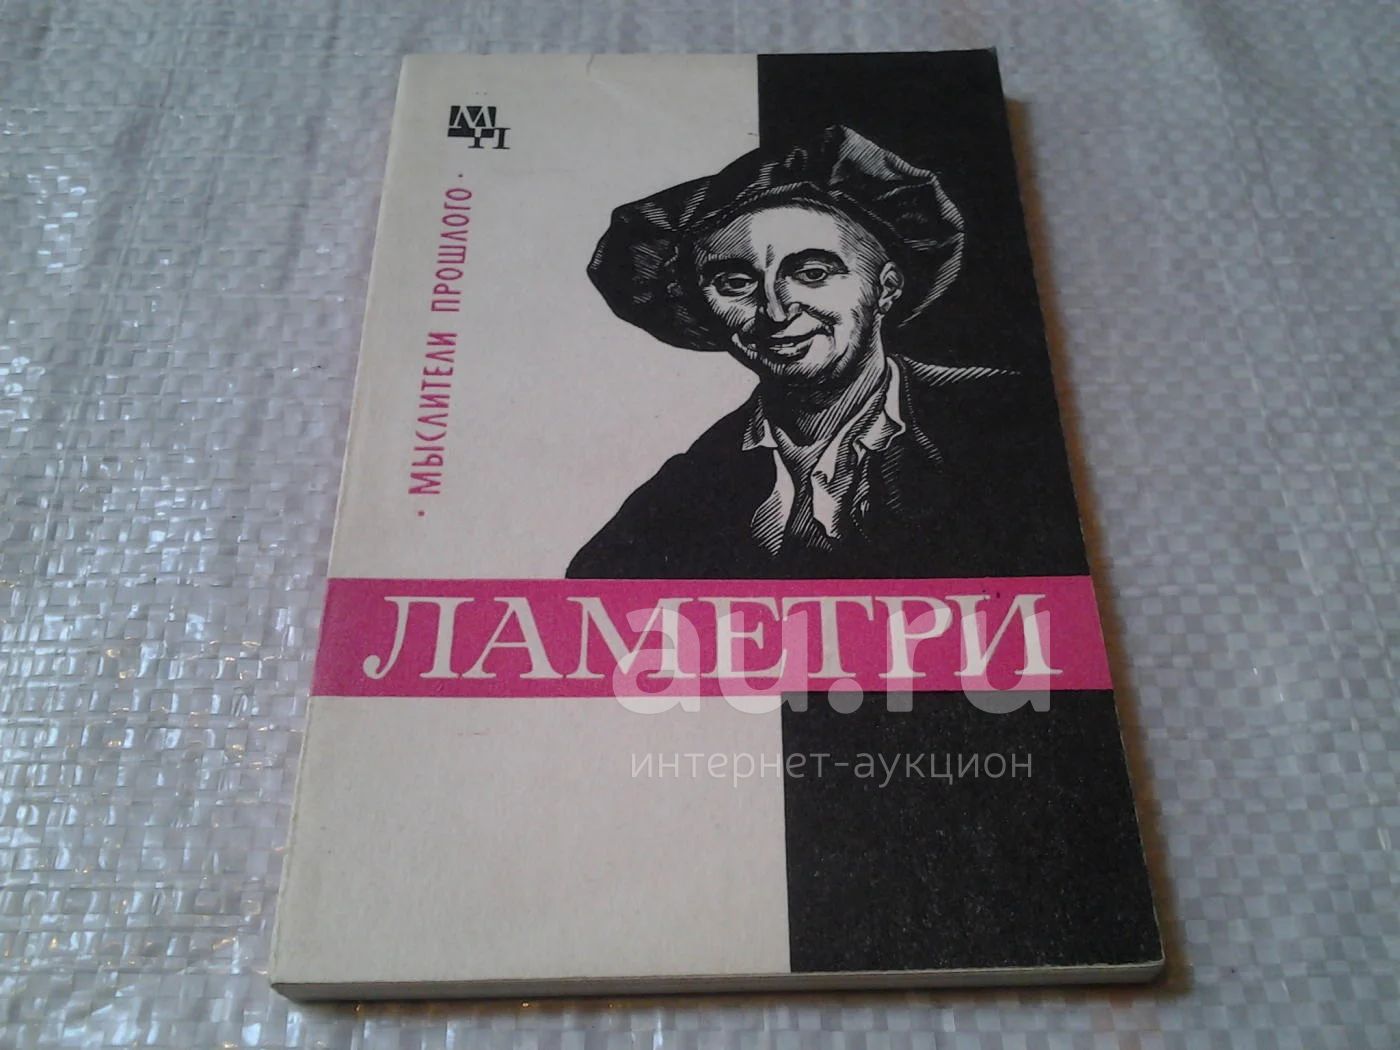 МП
· МЫСЛИТЕЛИ ПРОШЛОГО ·
ЛАМЕТРИ
au.ru
интернет-аукцион